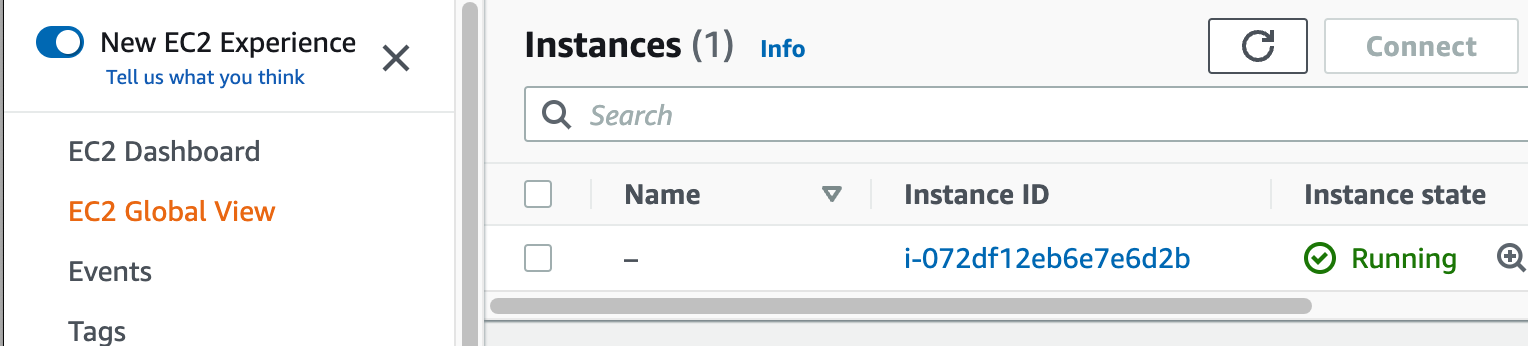 New EC2 Experience
Tell us what you think
EC2 Dashboard
EC2 Global View
Events
Tags
Instances (1) Info
Connect
Search
Name Instance ID Instance state
– i-072df12eb6e7e6d2b Running